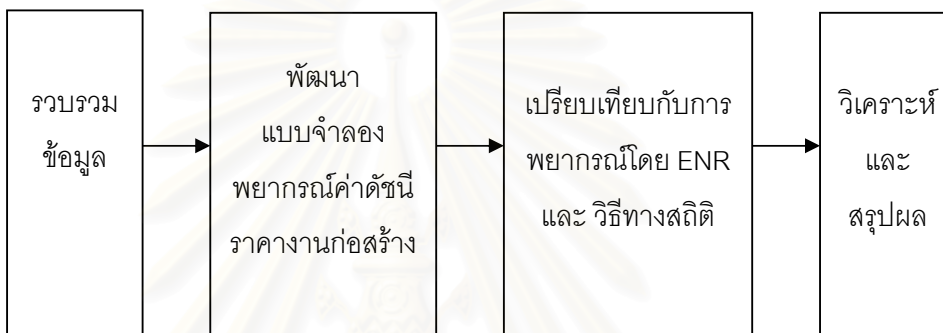 รวบรวม
ข้อมูล
พัฒนา
แบบจำลอง
พยากรณ์ค่าดัชนี
ราคางานก่อสร้าง
เปรียบเทียบกับการ
พยากรณ์โดย ENR
และ วิธีทางสถิติ
วิเคราะห์
และ
สรุปผล